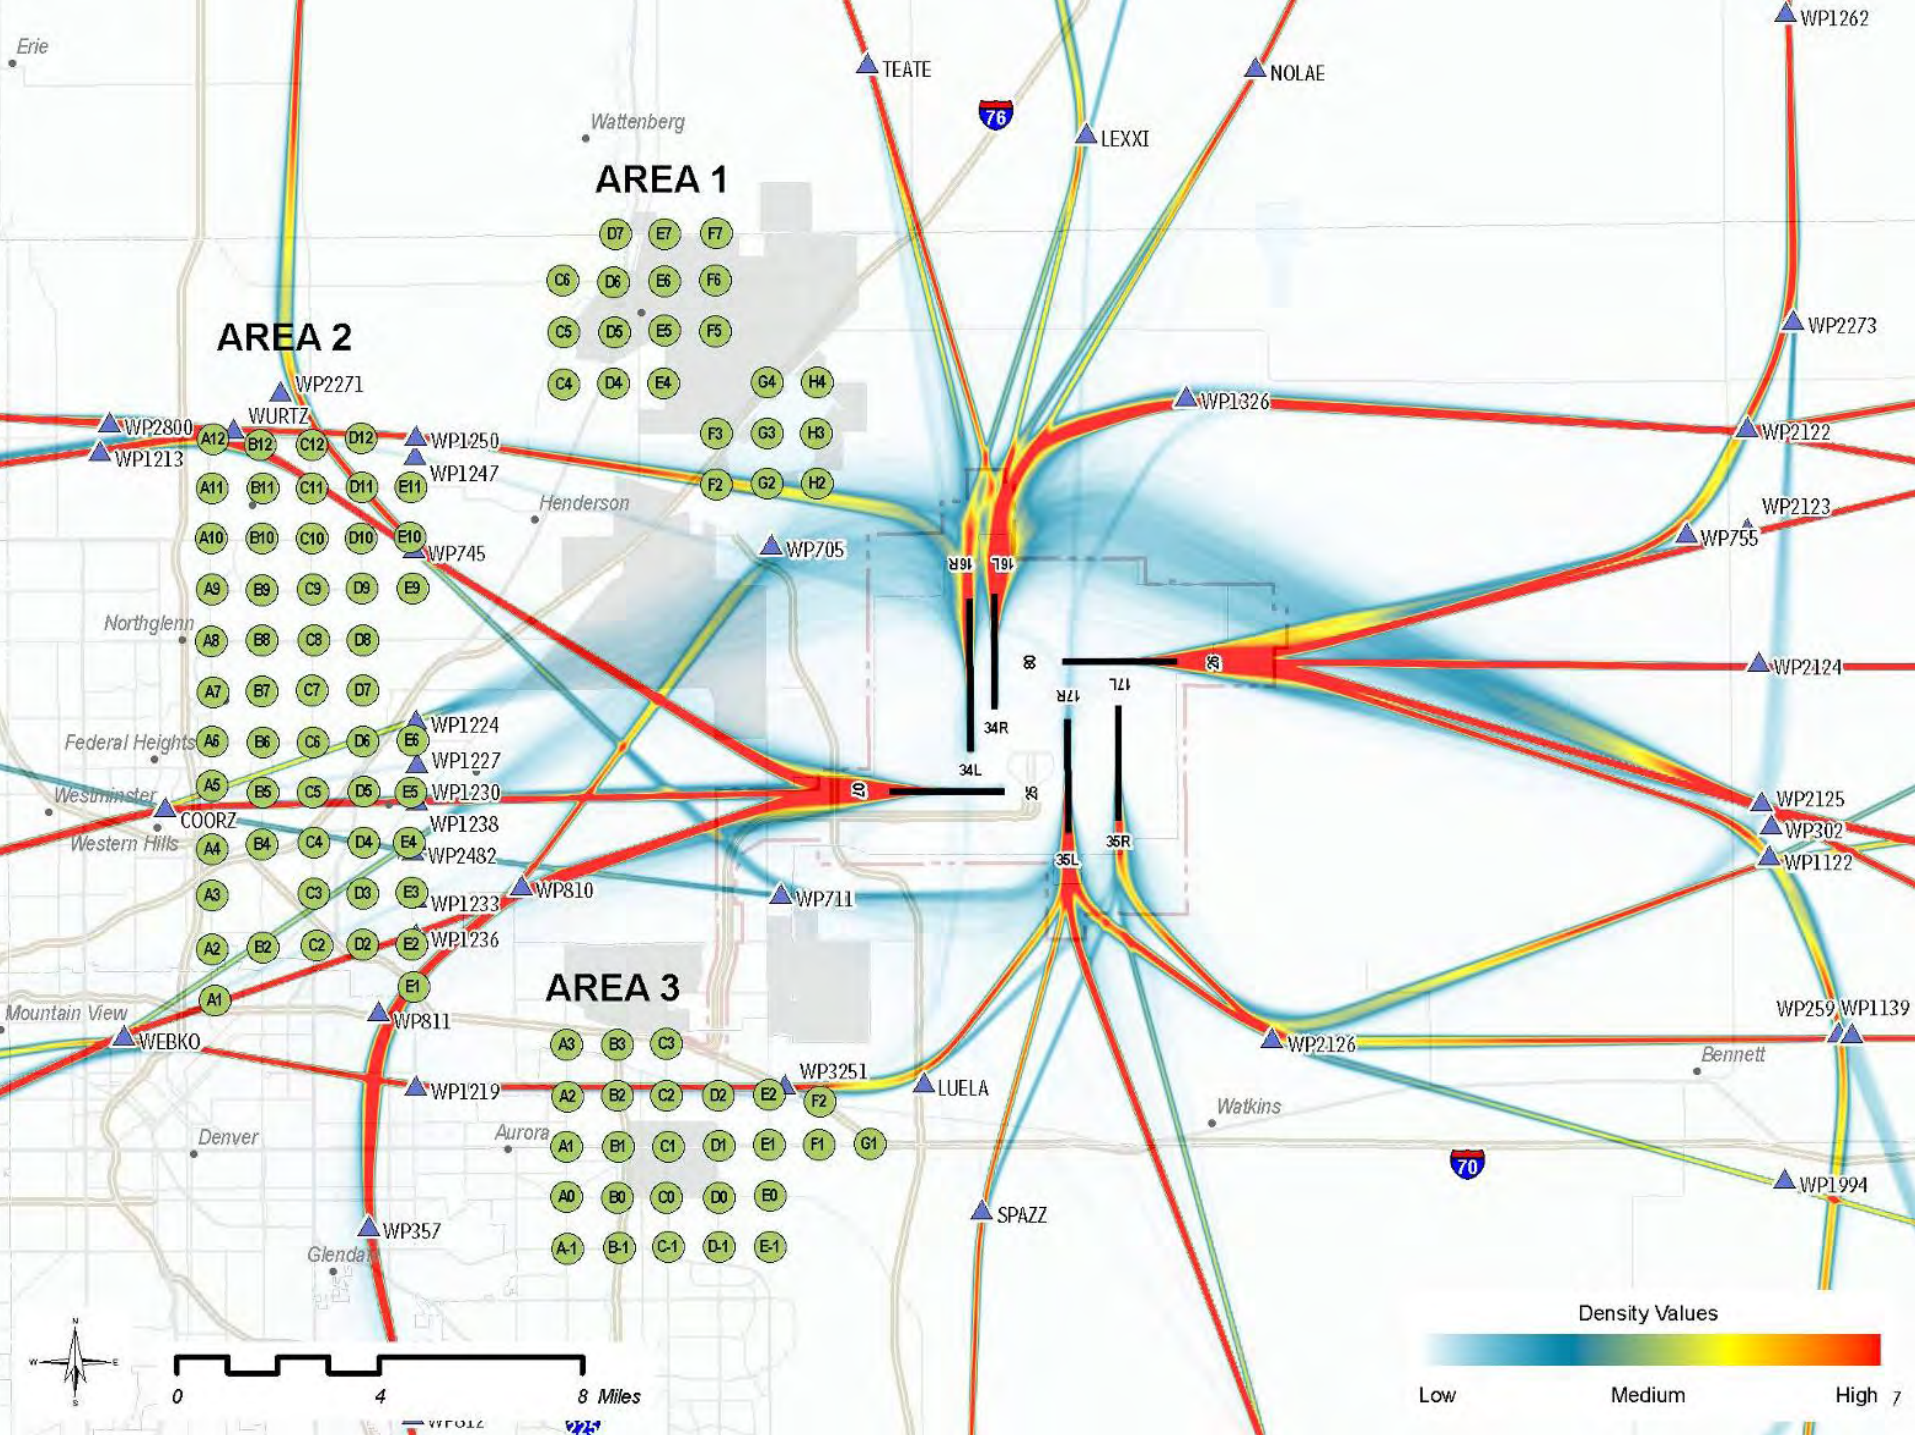 WP1262
Erie
TEATE
NOLAE
76
Wattenberg
LEXXI
AREA 1
D7 E7 F7
C6 D6 E6 F6
C5 D5 E5 F5
C4 D4 E4 G4 H4
F3 G3 H3
F2 G2 H2
WP2273
AREA 2
WP2271
WURTZ
WP2800
WP1213
WP1250
WP1247
WP1326
WP2122
A12 B12 C12 D12
A11 B11 C11 D11 E11
A10 B10 C10 D10 E10
A9 B9 C9 D9 E9
A8 B8 C8 D8
A7 B7 C7 D7
A6 B6 C6 D6 E6
A5 B5 C5 D5 E5
A4 B4 C4 D4 E4
A3 C3 D3 E3
A2 B2 C2 D2 E2
A1 E1
Henderson
WP2123
WP755
WP745
WP705
16R
16L
Northglenn
08
26
WP2124
17R
17L
34R
34L
WP1224
Federal Heights
WP1227
WP1230
07
25
Westminster
COORZ
WP1238
Western Hills
WP2482
WP2125
WP302
WP1122
35L
35R
WP810
WP711
WP1233
WP1236
AREA 3
Mountain View
WP811
WEBKO
WP259
WP1139
WP2126
Bennett
A3 B3 C3
WP3251
WP1219
LUELA
A2 B2 C2 D2 E2 F2
Watkins
Denver
Aurora
A1 B1 C1 D1 E1 F1 G1
70
WP1994
A0 B0 C0 D0 E0
SPAZZ
WP357
A-1 B-1 C-1 D-1 E-1
Density Values
Low Medium High 7
N
W E
S
0 4 8 Miles
225